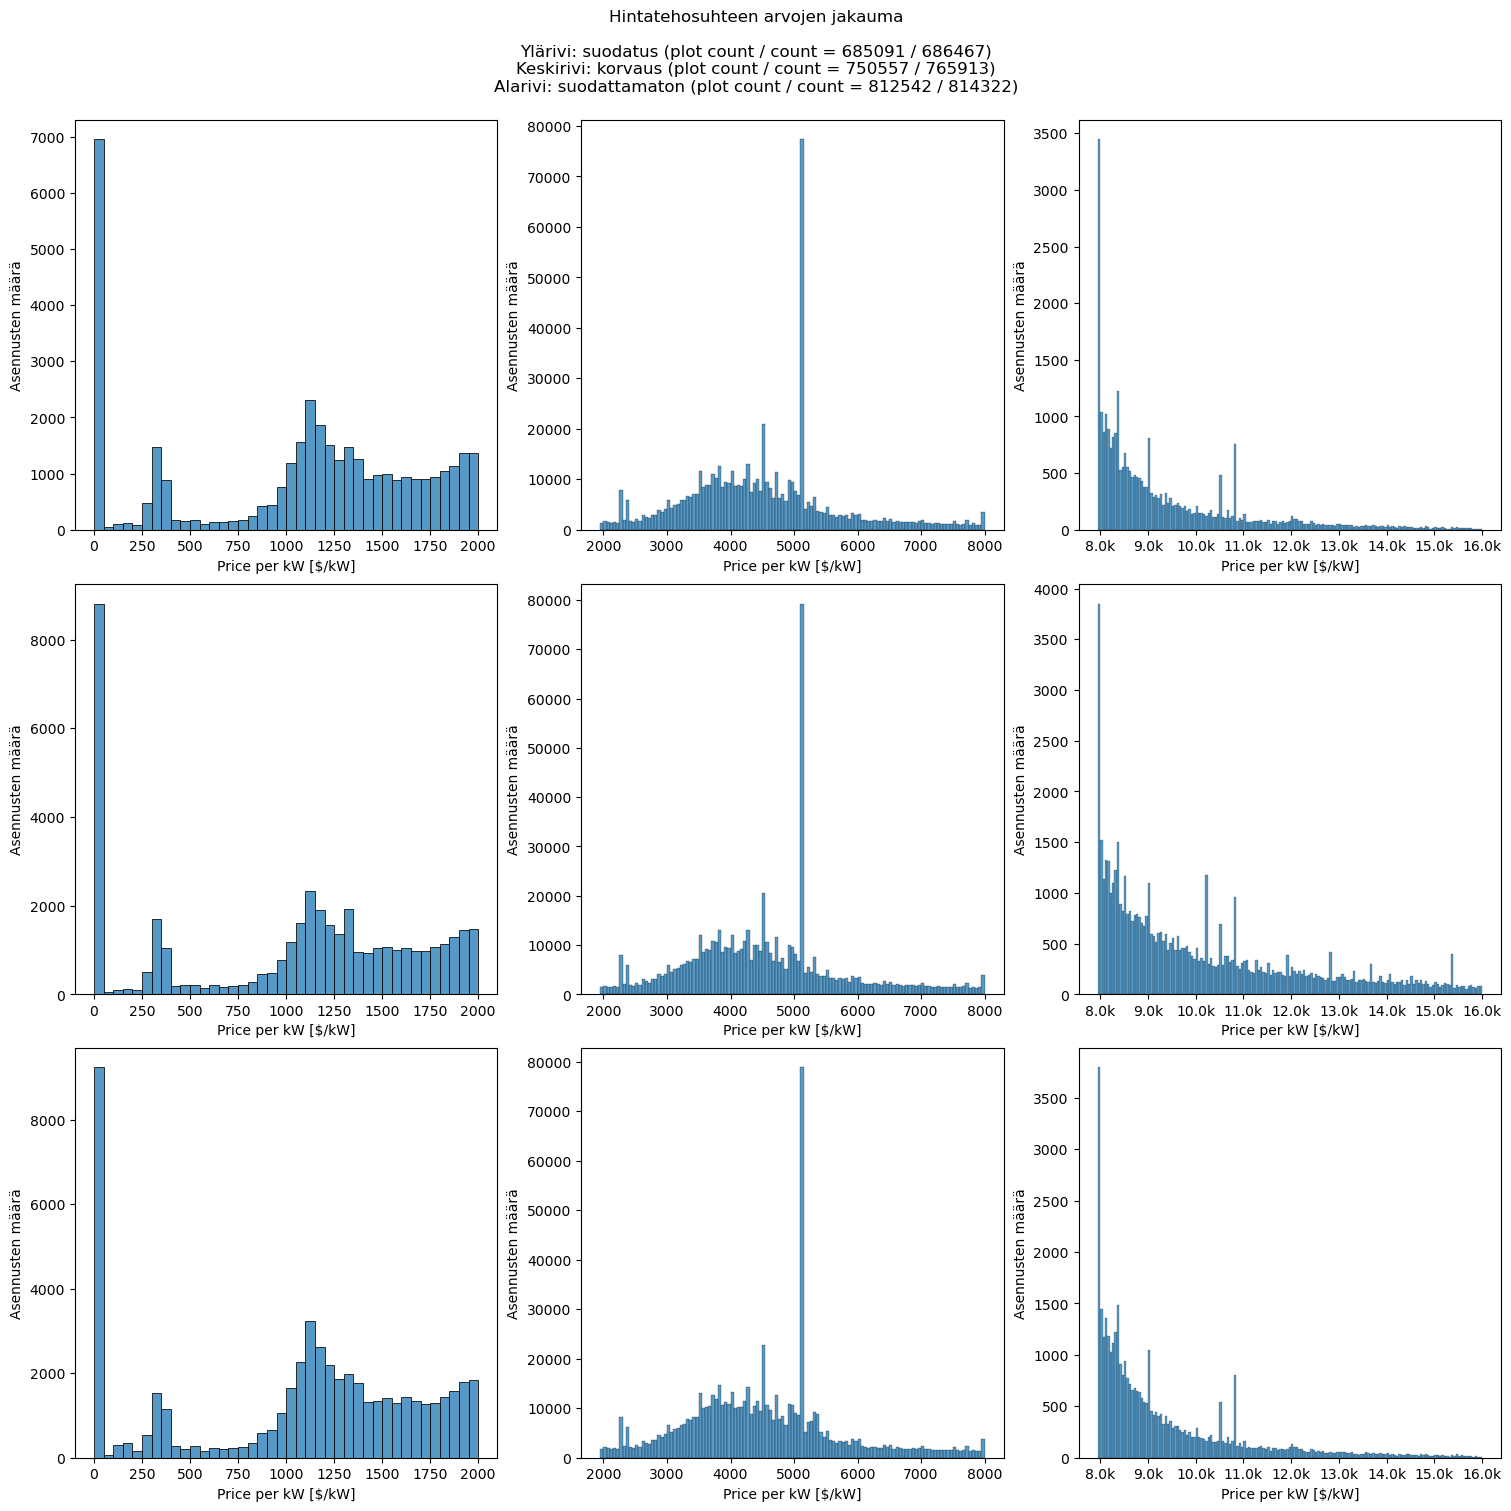 Hintatehosuhteen arvojen jakauma
Ylärivi: suodatus (plot count / count = 685091 / 686467)
Keskirivi: korvaus (plot count / count = 750557 / 765913)
Alarivi: suodattamaton (plot count / count = 812542 / 814322)
7000
6000
5000
4000
3000
2000
1000
0
Asennusten määrä
0 250 500 750 1000 1250 1500 1750 2000
Price per kW [$/kW]
80000
70000
60000
50000
40000
30000
20000
10000
0
Asennusten määrä
2000 3000 4000 5000 6000 7000 8000
Price per kW [$/kW]
3500
3000
2500
2000
1500
1000
500
0
Asennusten määrä
8.0k 9.0k 10.0k 11.0k 12.0k 13.0k 14.0k 15.0k 16.0k
Price per kW [$/kW]
8000
6000
4000
2000
0
Asennusten määrä
0 250 500 750 1000 1250 1500 1750 2000
Price per kW [$/kW]
80000
70000
60000
50000
40000
30000
20000
10000
0
Asennusten määrä
2000 3000 4000 5000 6000 7000 8000
Price per kW [$/kW]
4000
3500
3000
2500
2000
1500
1000
500
0
Asennusten määrä
8.0k 9.0k 10.0k 11.0k 12.0k 13.0k 14.0k 15.0k 16.0k
Price per kW [$/kW]
8000
6000
4000
2000
0
Asennusten määrä
0 250 500 750 1000 1250 1500 1750 2000
Price per kW [$/kW]
80000
70000
60000
50000
40000
30000
20000
10000
0
Asennusten määrä
2000 3000 4000 5000 6000 7000 8000
Price per kW [$/kW]
3500
3000
2500
2000
1500
1000
500
0
Asennusten määrä
8.0k 9.0k 10.0k 11.0k 12.0k 13.0k 14.0k 15.0k 16.0k
Price per kW [$/kW]